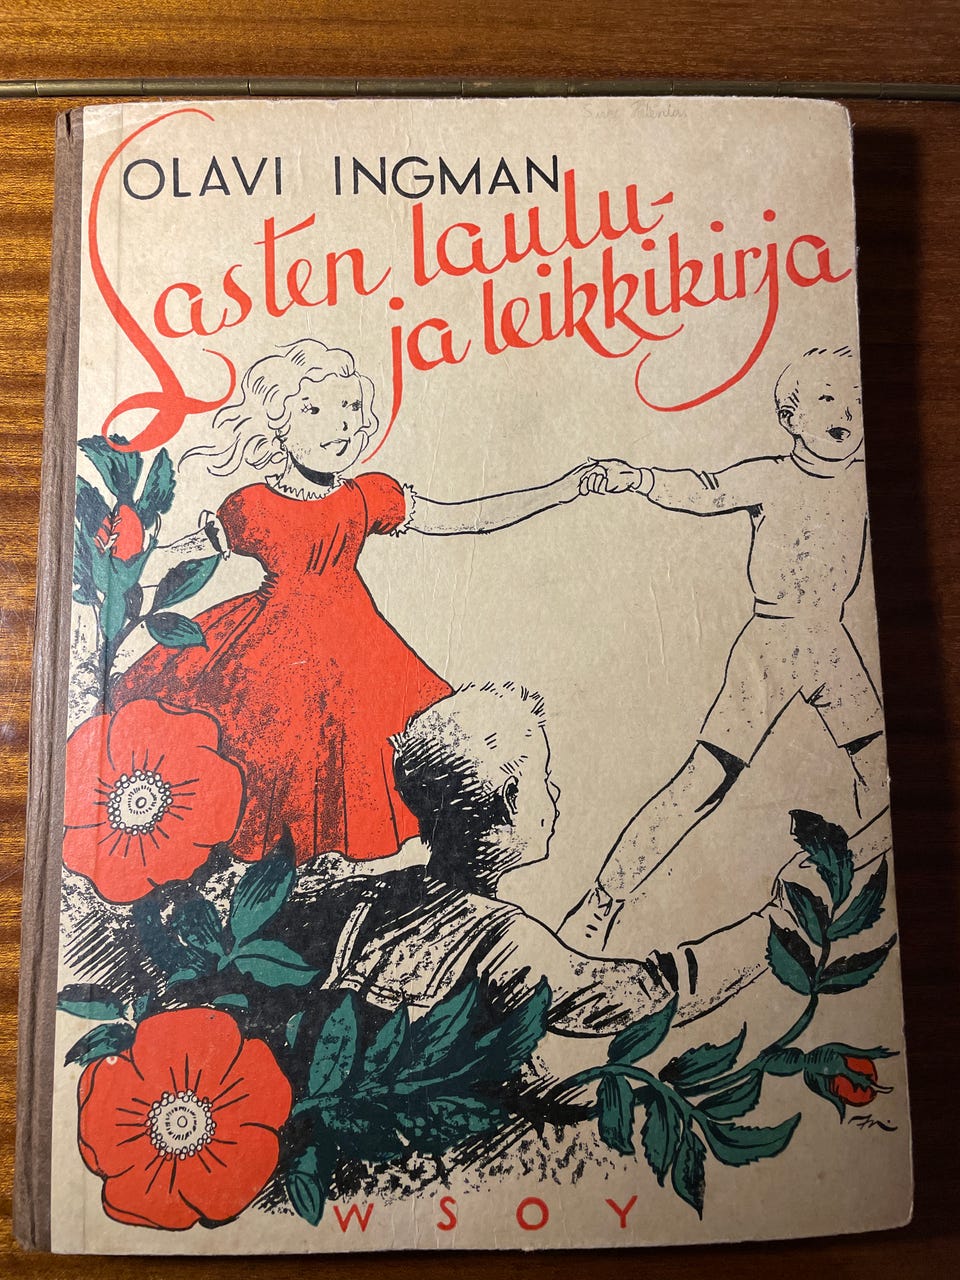 OLAVI INGMAN
Lasten laulu-
ja leikkikirja
WSOY